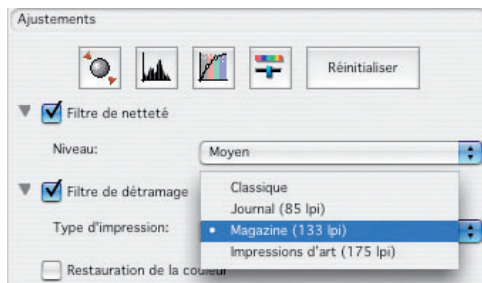 Ajustements
Réinitialiser
Filtre de netteté
Niveau: Moyen
Filtre de détramage
Classique
Journal (85 lpi)
Type d'impression: Magazine (133 lpi)
Impressions d'art (175 lpi)
Restauration de la couleur